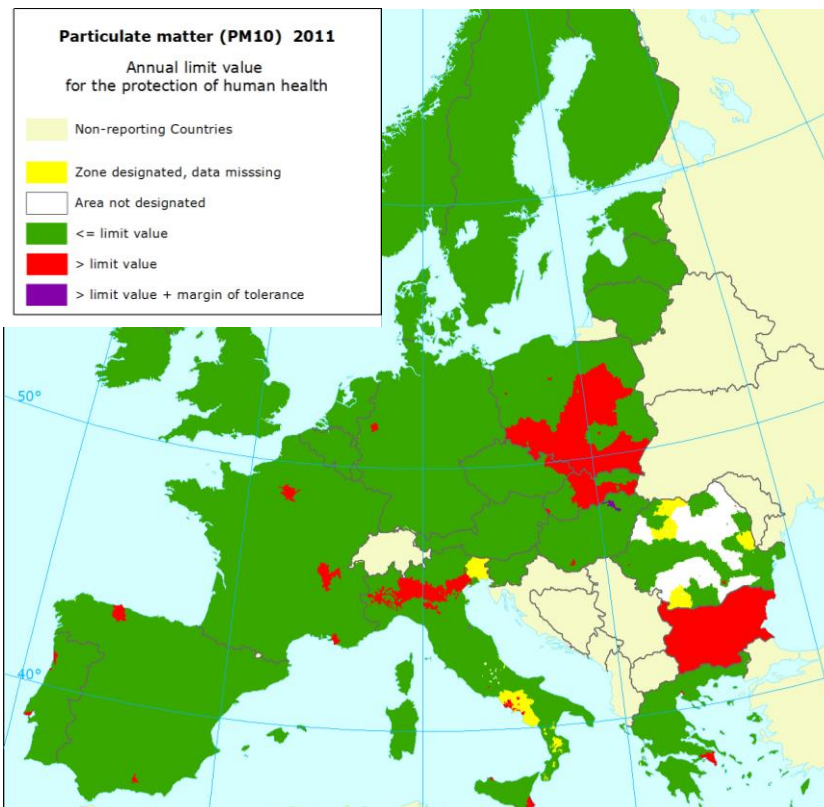 Particulate matter (PM10) 2011
Annual limit value
for the protection of human health
Non-reporting Countries
Zone designated, data misssing
Area not designated
<= limit value
> limit value
> limit value + margin of tolerance
50°
40°